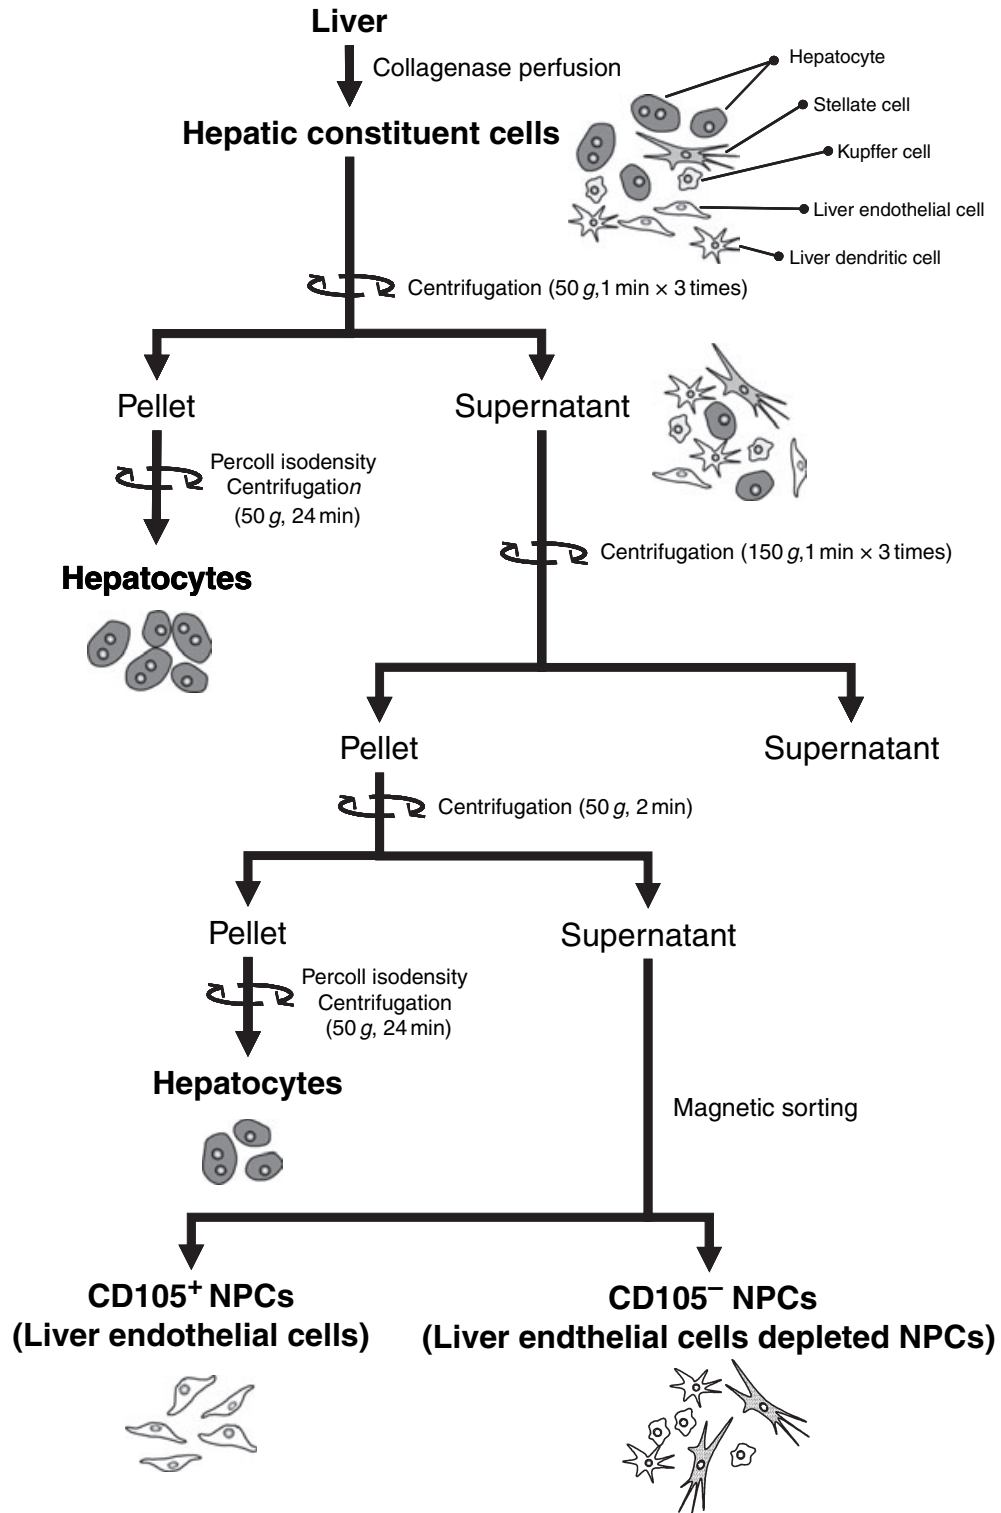 Liver
Collagenase perfusion
Hepatocyte
Stellate cell
Hepatic constituent cells
Kupffer cell
Liver endothelial cell
Liver dendritic cell
Centrifugation (50 g,1 min × 3 times)
Pellet
Supernatant
Percoll isodensity
Centrifugation
(50 g, 24 min)
Centrifugation (150 g,1 min × 3 times)
Hepatocytes
Pellet
Supernatant
Centrifugation (50 g, 2 min)
Pellet
Supernatant
Percoll isodensity
Centrifugation
(50 g, 24 min)
Hepatocytes
Magnetic sorting
CD105⁺ NPCs
(Liver endothelial cells)
CD105⁻ NPCs
(Liver endthelial cells depleted NPCs)